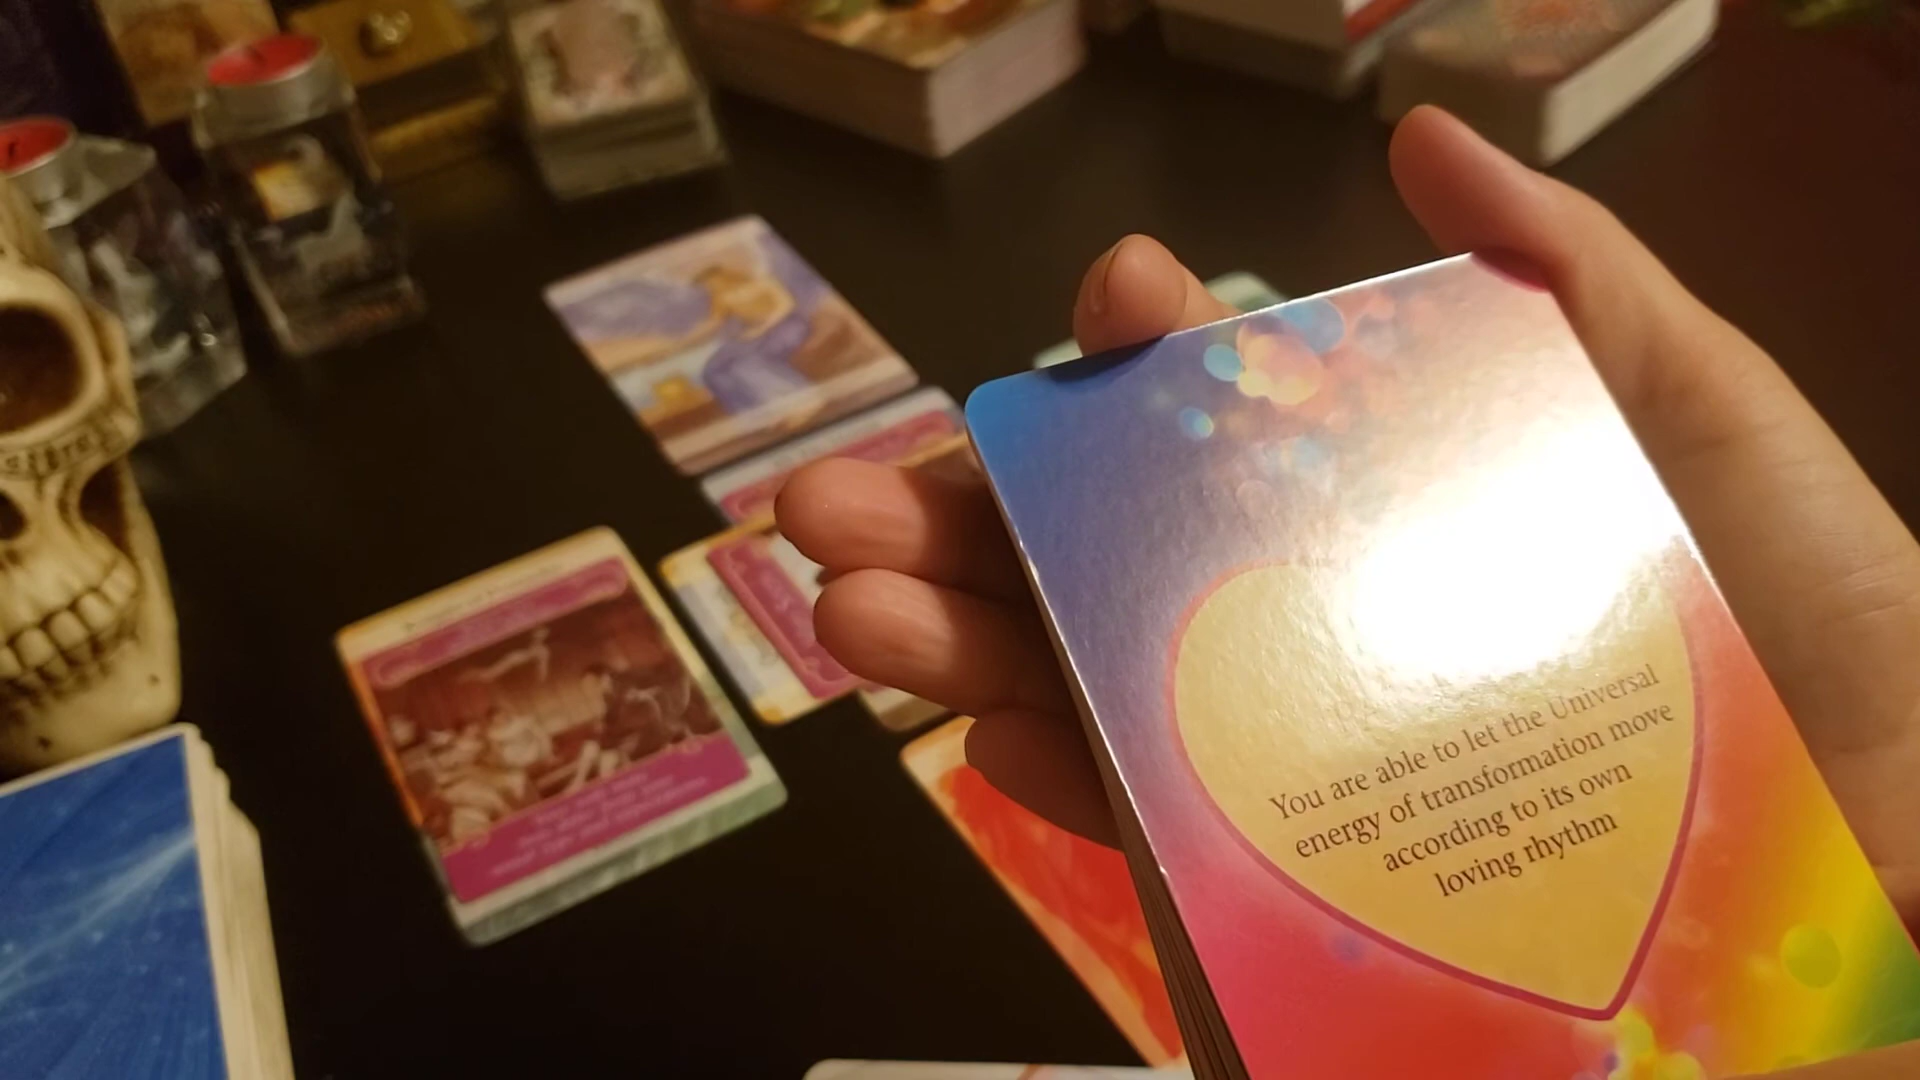 You are able to let the Universal
energy of transformation move
according to its own
loving rhythm